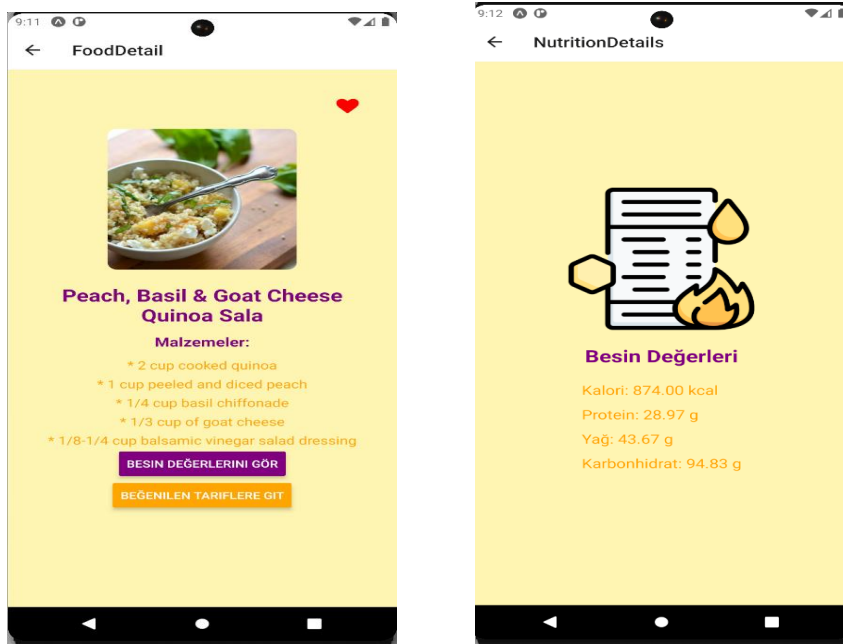 9:11
FoodDetail
Peach, Basil & Goat Cheese
Quinoa Sala
Malzemeler:
* 2 cup cooked quinoa
* 1 cup peeled and diced peach
* 1/4 cup basil chiffonade
* 1/3 cup of goat cheese
* 1/8-1/4 cup balsamic vinegar salad dressing
BESIN DEĞERLERINI GÖR
BEĞENILEN TARIFLERE GIT
9:12
NutritionDetails
Besin Değerleri
Kalori: 874.00 kcal
Protein: 28.97 g
Yağ: 43.67 g
Karbonhidrat: 94.83 g